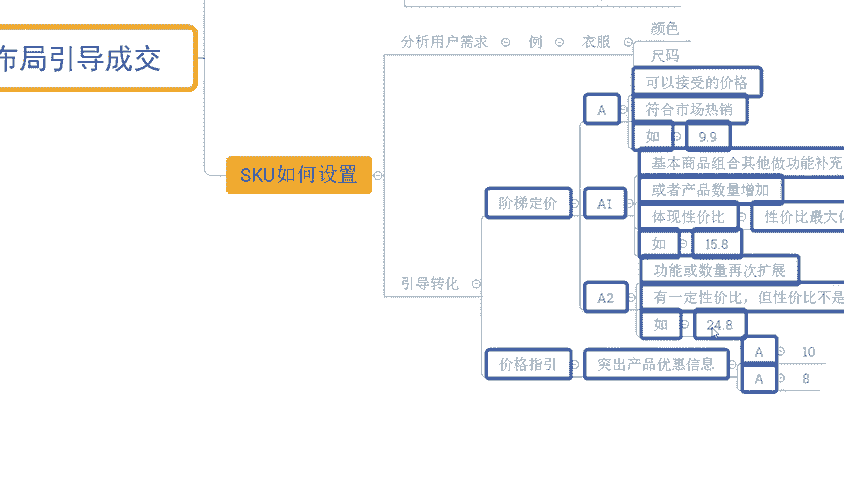 布局引导成交
SKU如何设置
分析用户需求 例 衣服
颜色
尺码
引导转化
阶梯定价
A
可以接受的价格
符合市场热销
如 9.9
A1
基本商品组合其他做功能补充
或者产品数量增加
体现性价比 性价比最大
如 15.8
A2
功能或数量再次扩展
有一定性价比，但性价比不是
如 24.8
价格指引 突出产品优惠信息
A 10
A 8